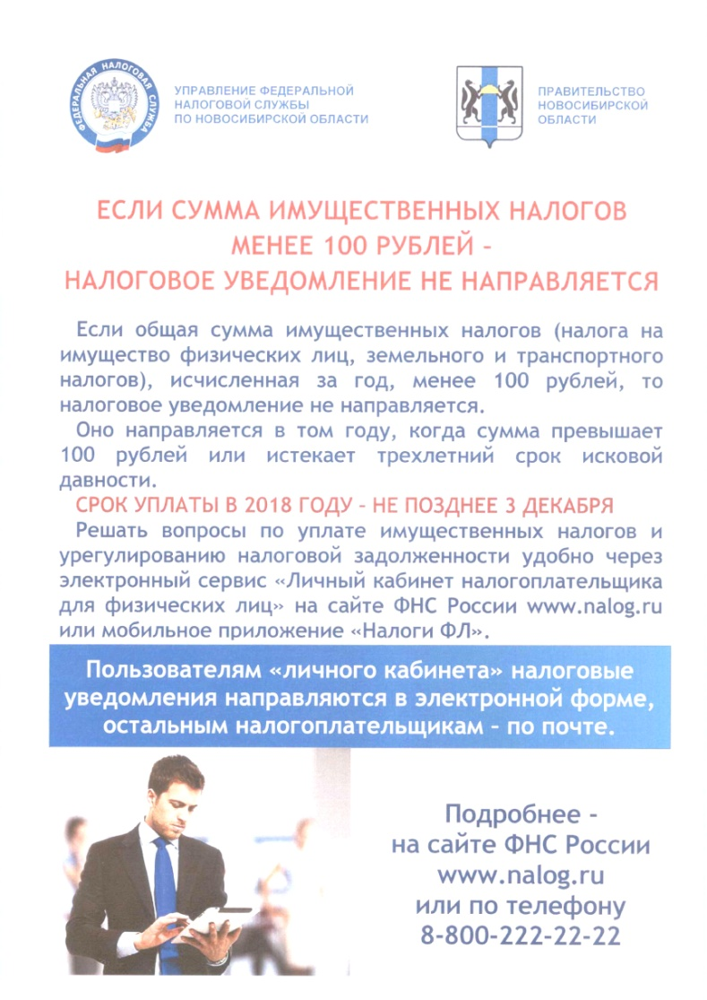 ФЕДЕРАЛЬНАЯ НАЛОГОВАЯ СЛУЖБА
УПРАВЛЕНИЕ ФЕДЕРАЛЬНОЙ
НАЛОГОВОЙ СЛУЖБЫ
ПО НОВОСИБИРСКОЙ ОБЛАСТИ
ПРАВИТЕЛЬСТВО
НОВОСИБИРСКОЙ
ОБЛАСТИ
ЕСЛИ СУММА ИМУЩЕСТВЕННЫХ НАЛОГОВ
МЕНЕЕ 100 РУБЛЕЙ –
НАЛОГОВОЕ УВЕДОМЛЕНИЕ НЕ НАПРАВЛЯЕТСЯ
Если общая сумма имущественных налогов (налога на
имущество физических лиц, земельного и транспортного
налогов), исчисленная за год, менее 100 рублей, то
налоговое уведомление не направляется.
Оно направляется в том году, когда сумма превышает
100 рублей или истекает трехлетний срок исковой
давности.
СРОК УПЛАТЫ В 2018 ГОДУ – НЕ ПОЗДНЕЕ 3 ДЕКАБРЯ
Решать вопросы по уплате имущественных налогов и
урегулированию налоговой задолженности удобно через
электронный сервис «Личный кабинет налогоплательщика
для физических лиц» на сайте ФНС России www.nalog.ru
или мобильное приложение «Налоги ФЛ».
Пользователям «личного кабинета» налоговые
уведомления направляются в электронной форме,
остальным налогоплательщикам – по почте.
Подробнее -
на сайте ФНС России
www.nalog.ru
или по телефону
8-800-222-22-22